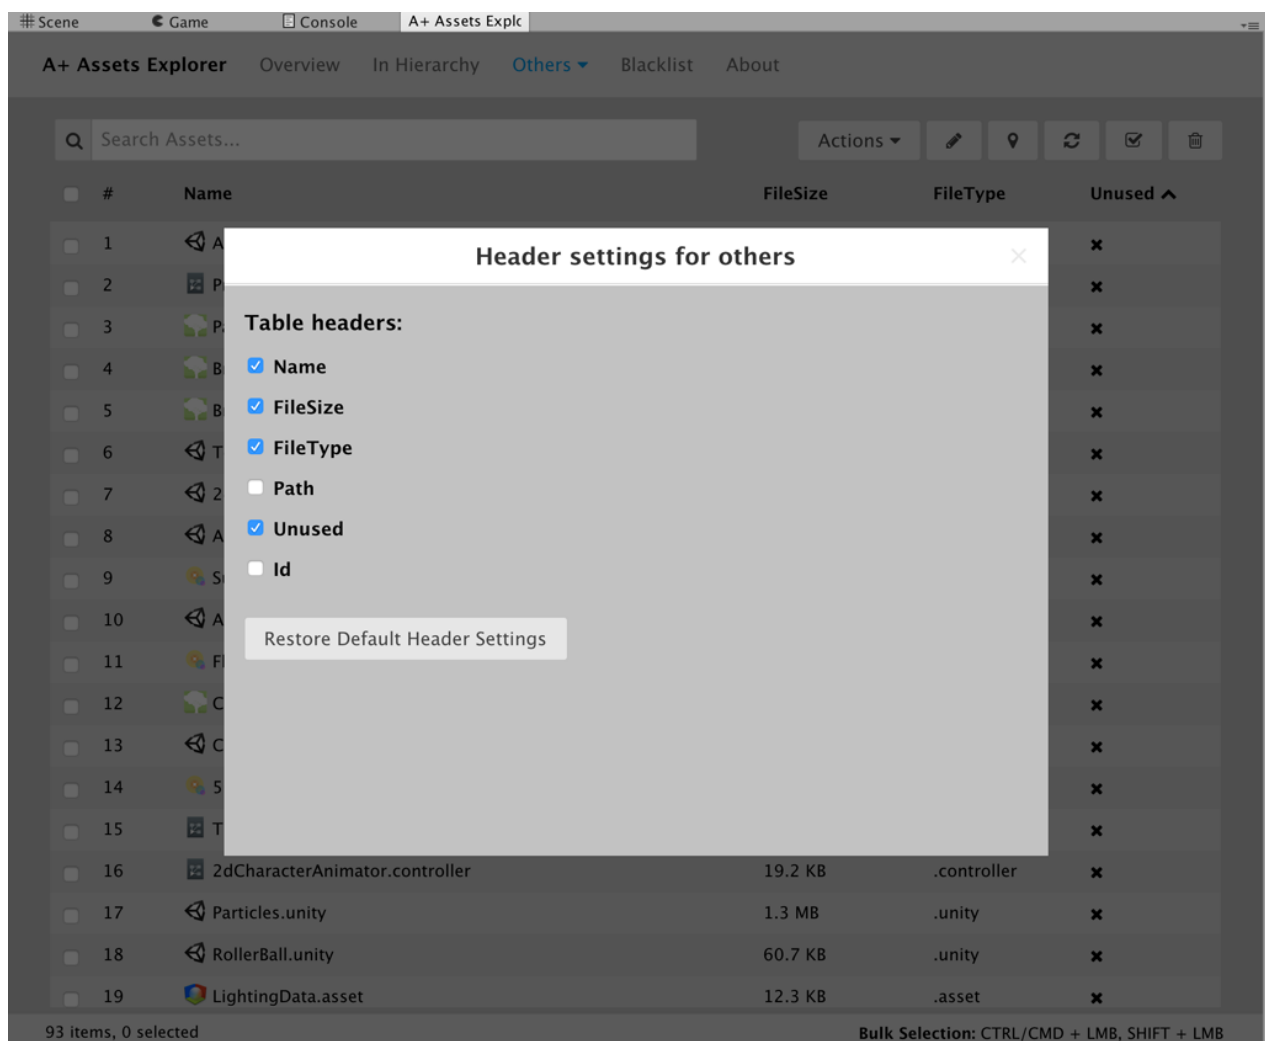 Scene Game Console A+ Assets Explo
A+ Assets Explorer Overview In Hierarchy Others Blacklist About
Search Assets... Actions
# Name FileSize FileType Unused
1 A
2 P
3 P
4 B
5 B
6 T
7 2
8 A
9 S
10 A
11 Fl
12 C
13 C
14 5
15 T
Header settings for others
Table headers:
Name
FileSize
FileType
Path
Unused
Id
Restore Default Header Settings
16 2dCharacterAnimator.controller 19.2 KB .controller
17 Particles.unity 1.3 MB .unity
18 RollerBall.unity 60.7 KB .unity
19 LightingData.asset 12.3 KB .asset
93 items, 0 selected Bulk Selection: CTRL/CMD + LMB, SHIFT + LMB